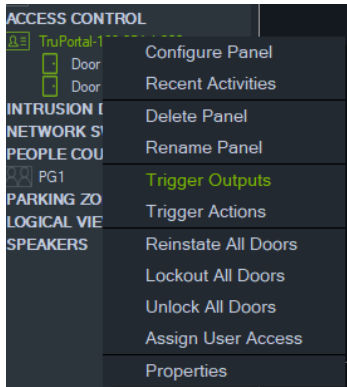 ACCESS CONTROL
TruPortal-1
Door
Door
INTRUSION
NETWORK
PEOPLE COU
PG1
PARKING ZO
LOGICAL VIE
SPEAKERS
Configure Panel
Recent Activities
Delete Panel
Rename Panel
Trigger Outputs
Trigger Actions
Reinstate All Doors
Lockout All Doors
Unlock All Doors
Assign User Access
Properties